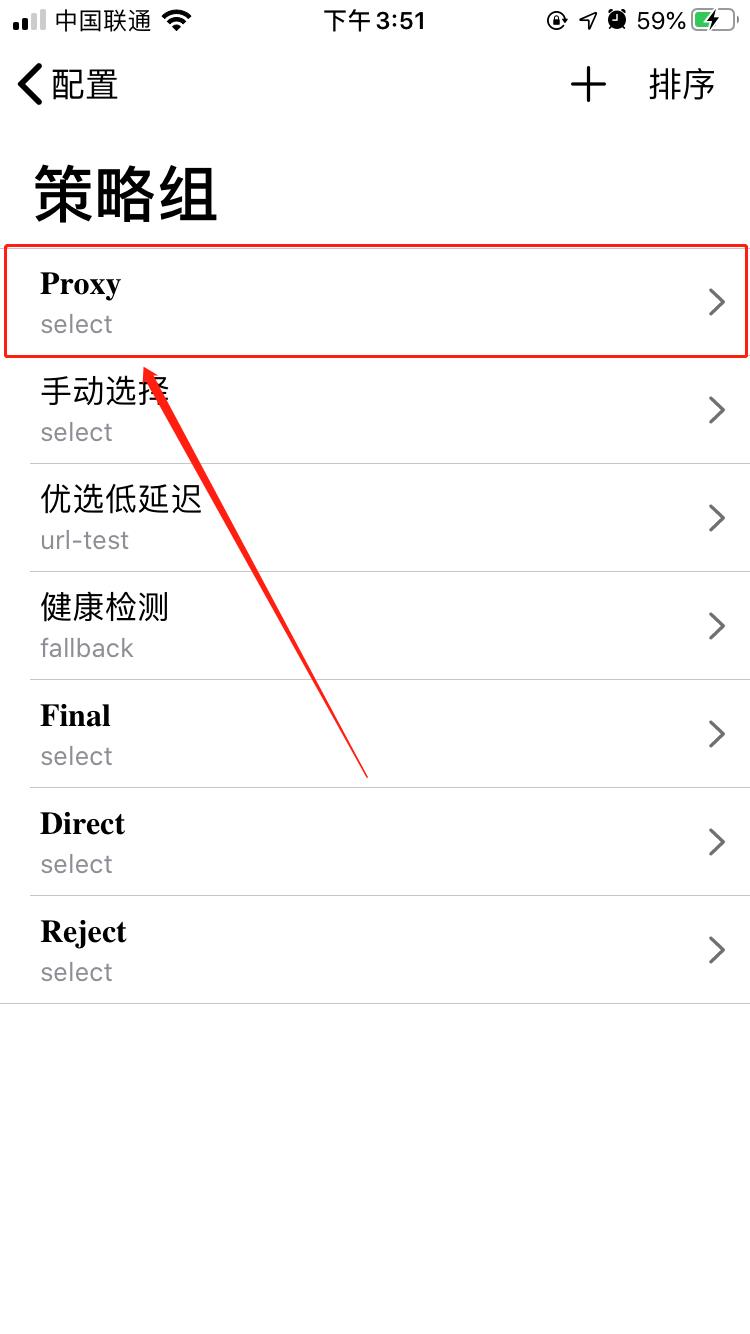 中国联通 下午3:51 59%
配置 排序
策略组
Proxy
select
手动选择
select
优选低延迟
url-test
健康检测
fallback
Final
select
Direct
select
Reject
select